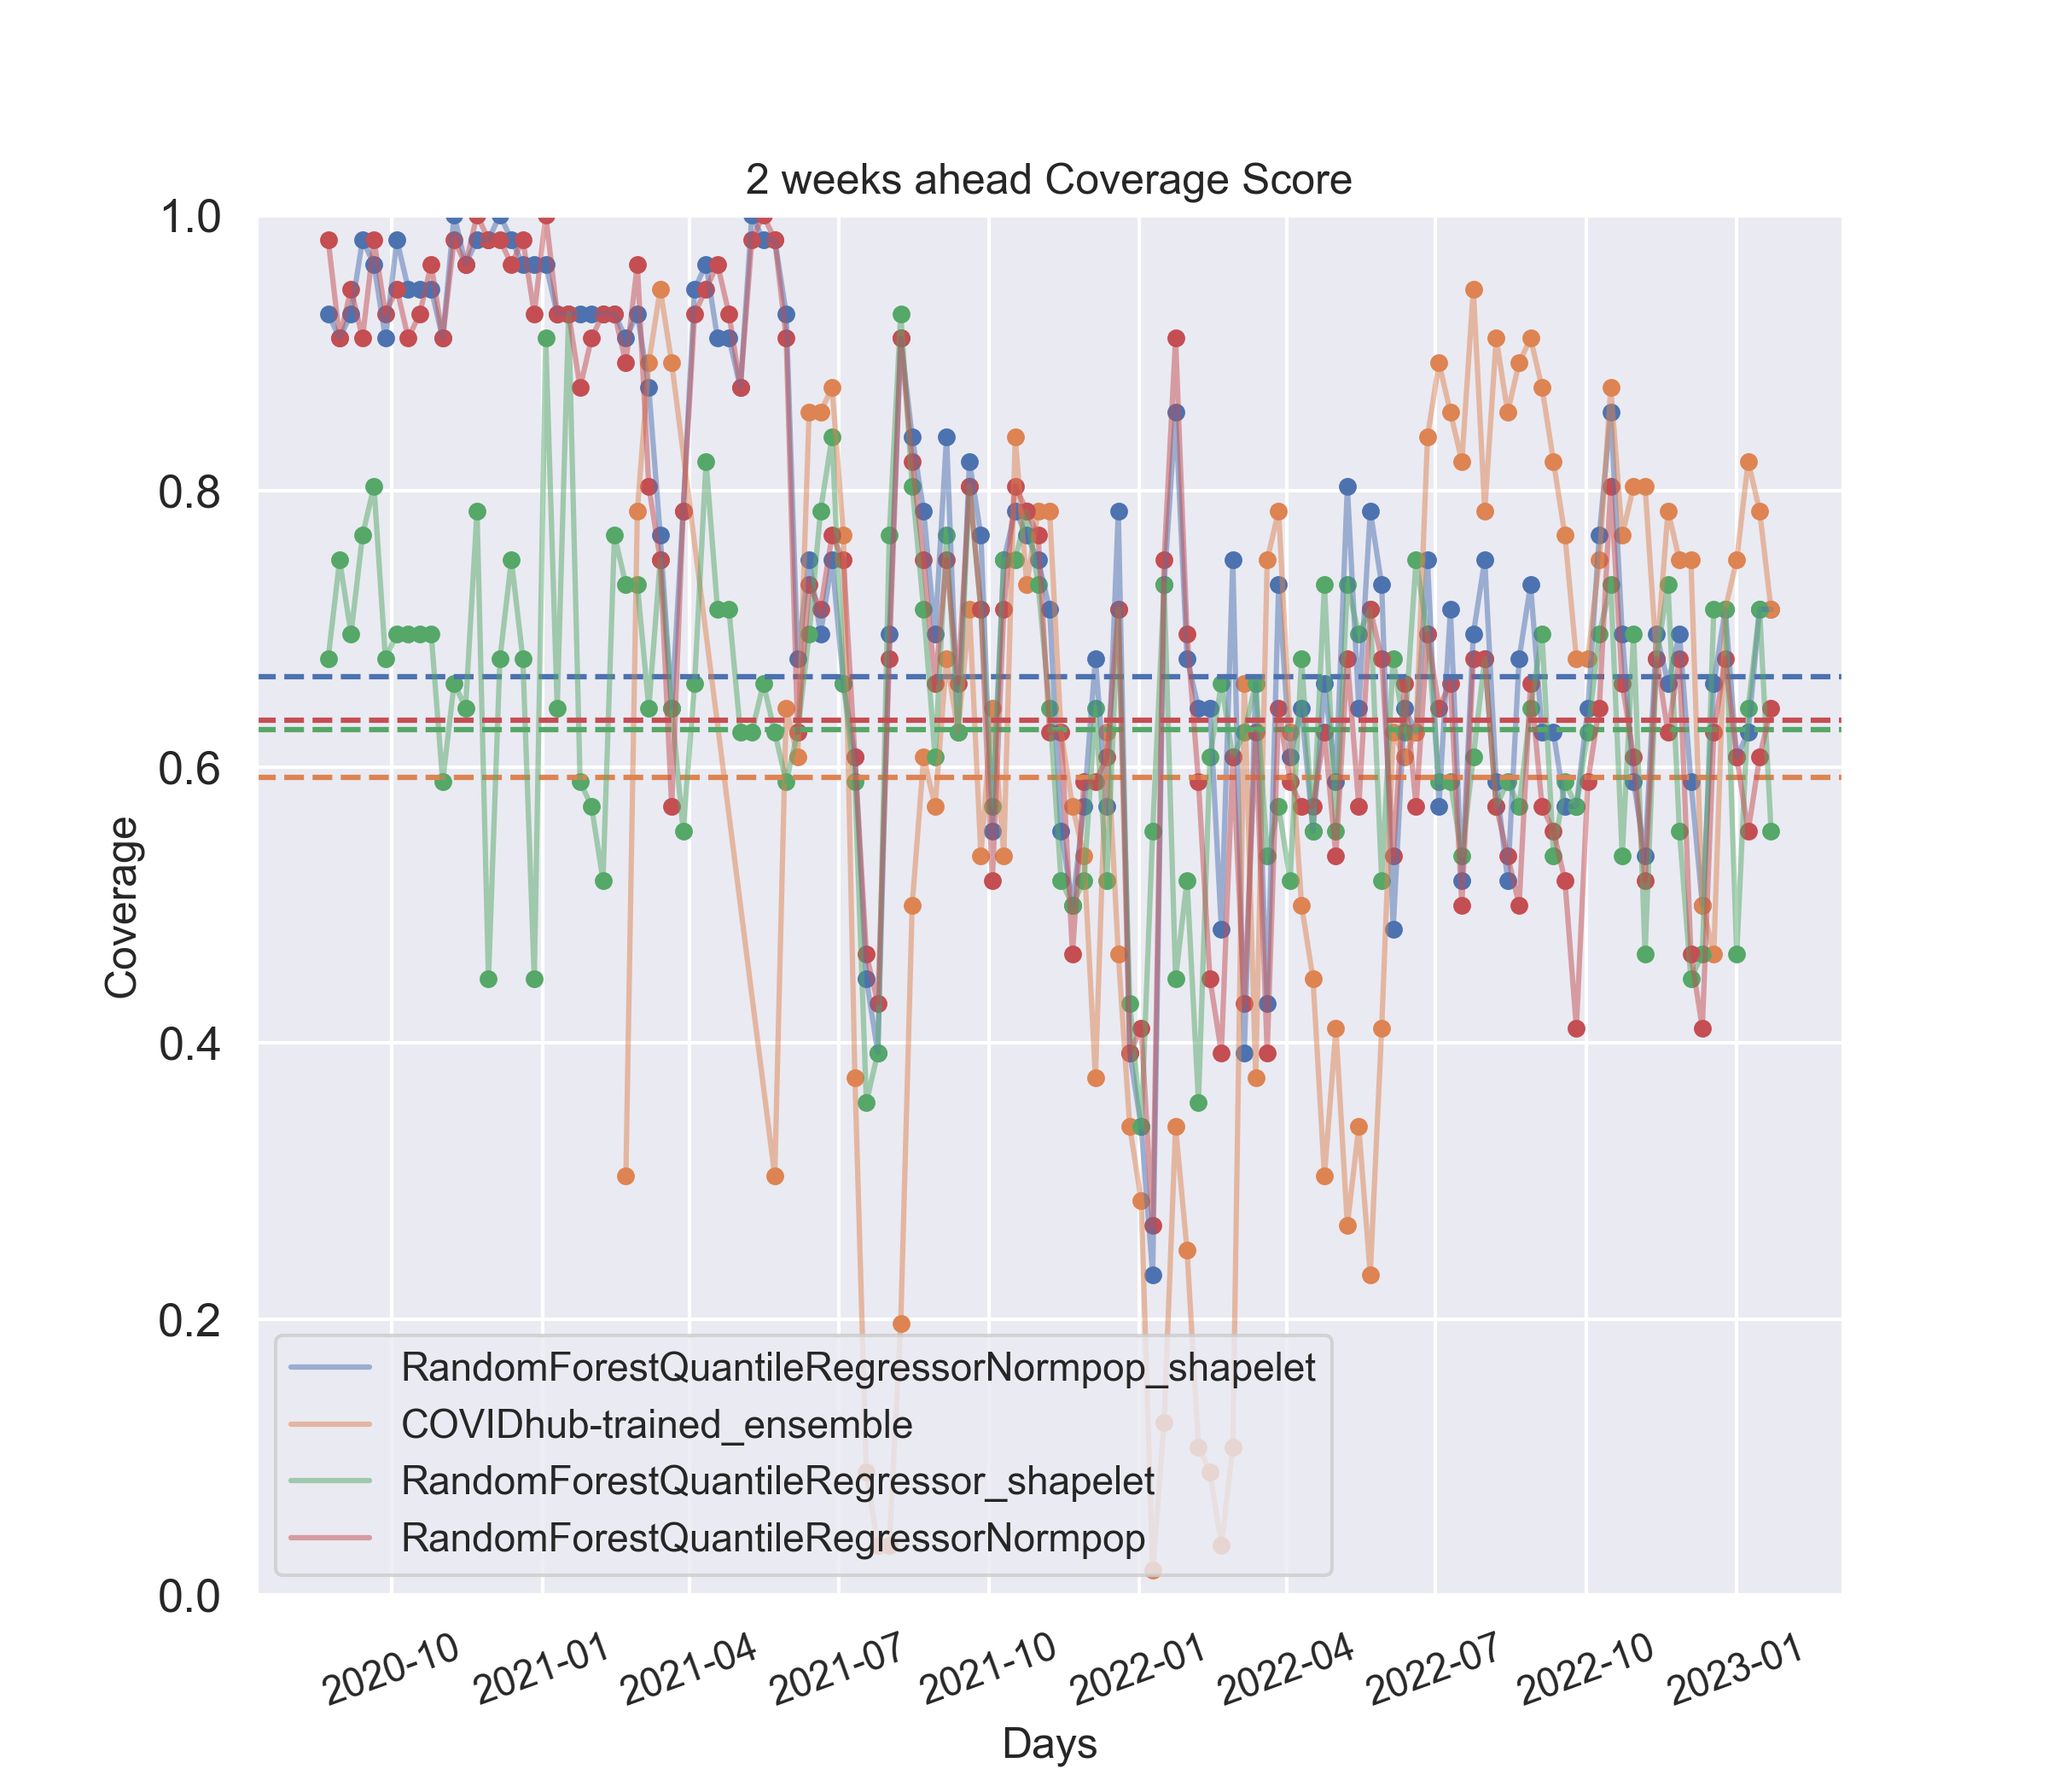 2 weeks ahead Coverage Score
1.0
0.8
0.6
0.4
0.2
0.0
Coverage
RandomForestQuantileRegressorNormpop_shapelet
COVIDhub-trained_ensemble
RandomForestQuantileRegressor_shapelet
RandomForestQuantileRegressorNormpop
2020-10
2021-01
2021-04
2021-07
2021-10
2022-01
2022-04
2022-07
2022-10
2023-01
Days